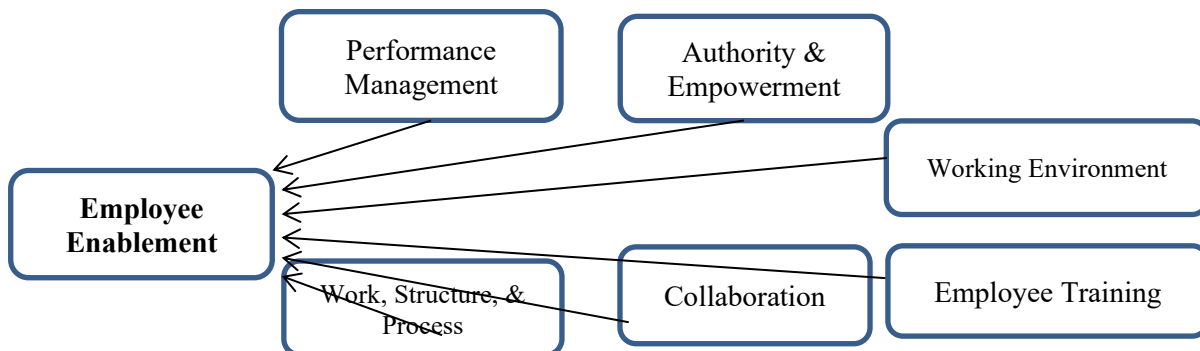 Performance
Management
Authority &
Empowerment
Working Environment
Employee
Enablement
Work, Structure, &
Process
Collaboration
Employee Training